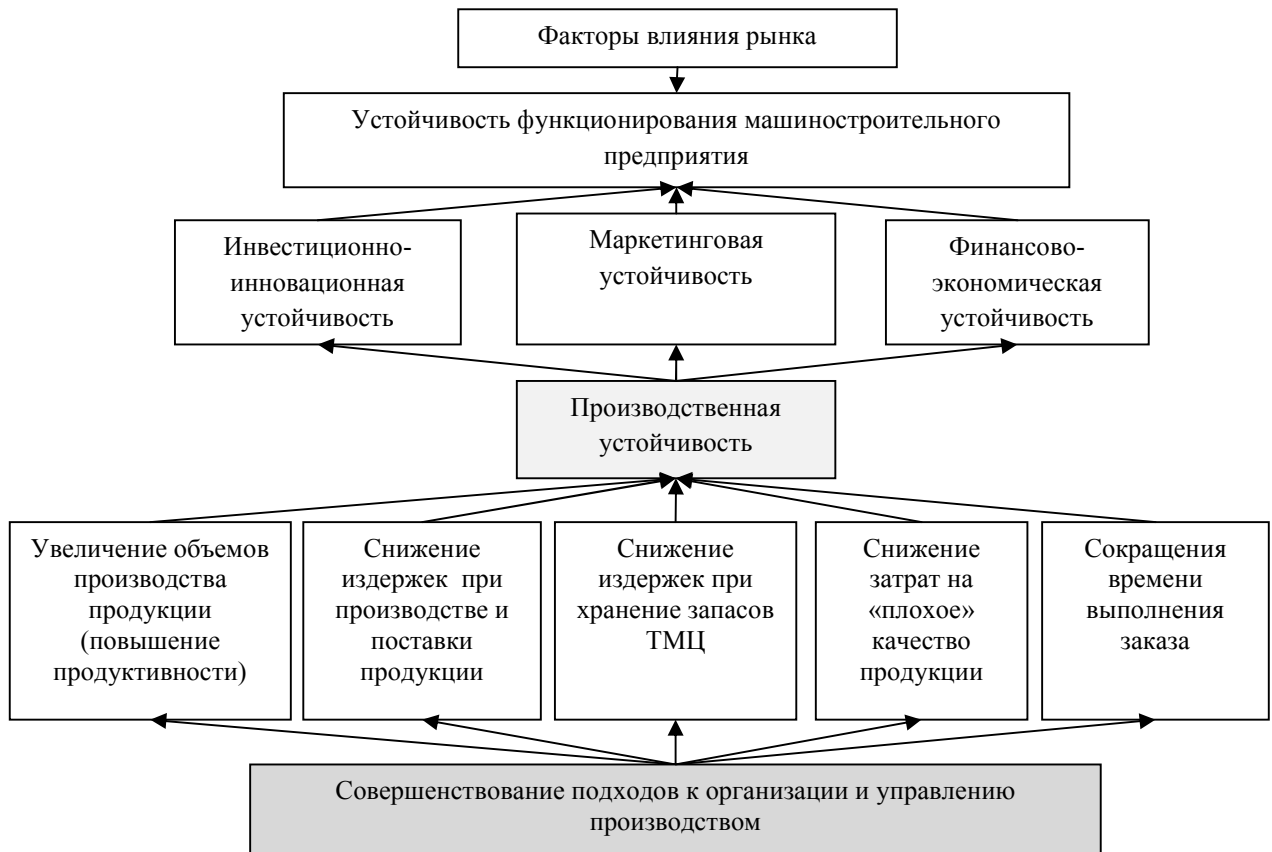 Факторы влияния рынка
Устойчивость функционирования машиностроительного
предприятия
Инвестиционно-
инновационная
устойчивость
Маркетинговая
устойчивость
Финансово-
экономическая
устойчивость
Производственная
устойчивость
Увеличение объемов
производства
продукции
(повышение
продуктивности)
Снижение
издержек при
производстве и
поставки
продукции
Снижение
издержек при
хранение запасов
ТМЦ
Снижение
затрат на
«плохое»
качество
продукции
Сокращения
времени
выполнения
заказа
Совершенствование подходов к организации и управлению
производством